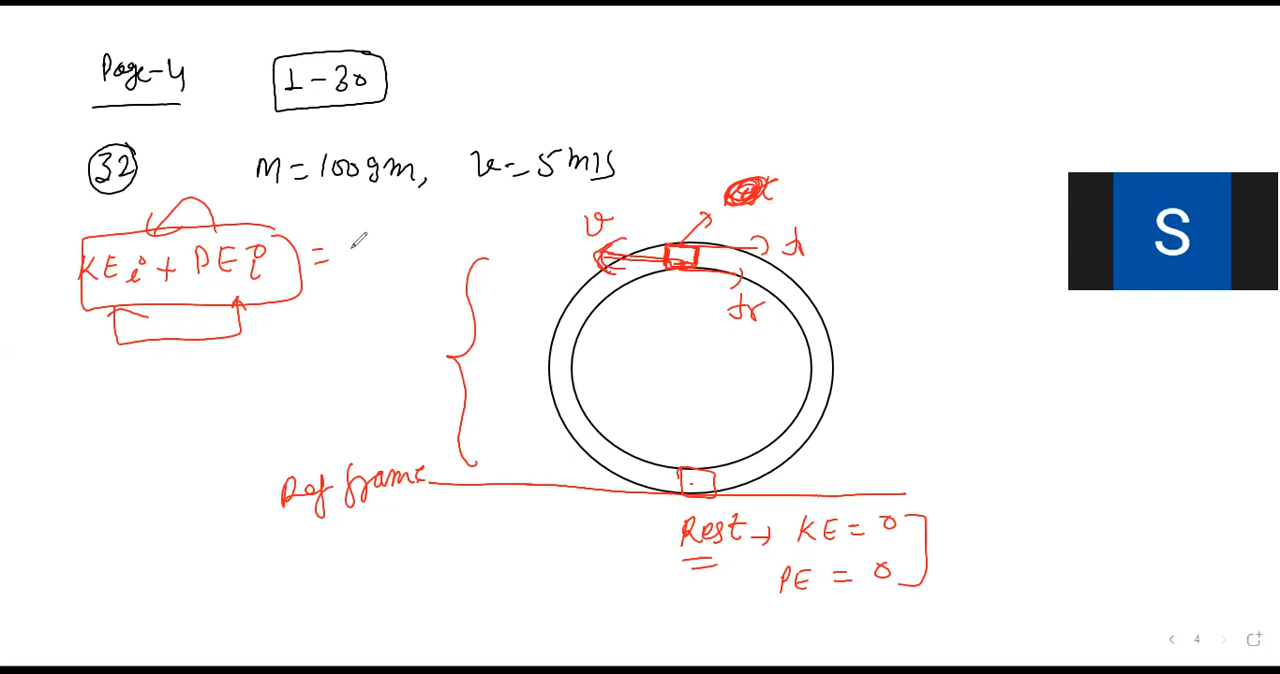 Page-4
1-30
32 M=100gm, v=5m/s
v
fr
KEi + PEi =
Ref frame
Rest → KE = 0
PE = 0
S
4